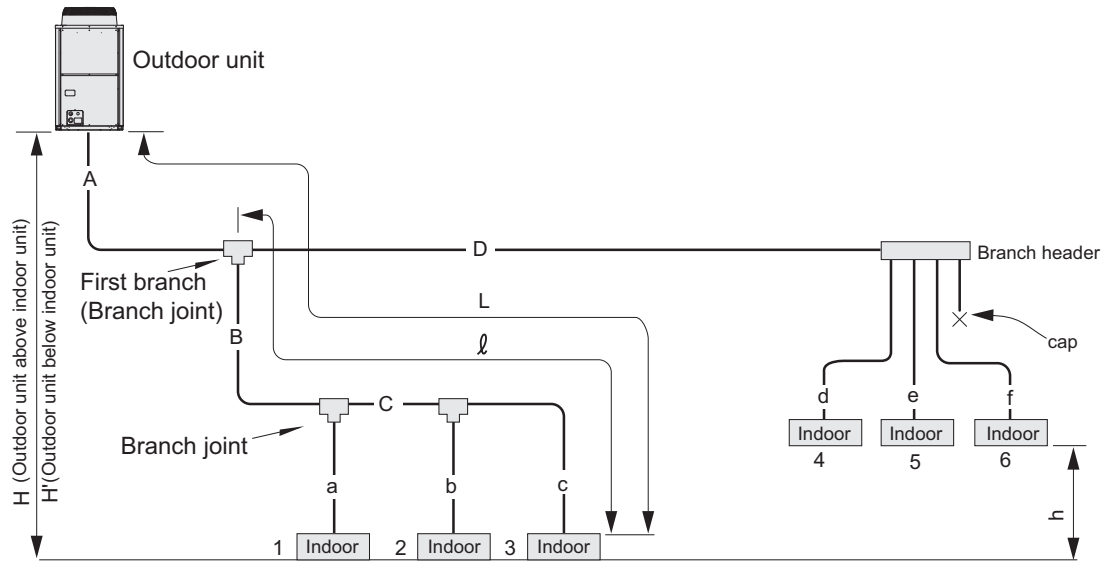 Outdoor unit
A
H (Outdoor unit above indoor unit)
H'(Outdoor unit below indoor unit)
D
Branch header
First branch
(Branch joint)
L
B
ℓ
cap
C
d
e
f
Branch joint
Indoor
Indoor
Indoor
4
5
6
a
b
c
h
1
Indoor
2
Indoor
3
Indoor